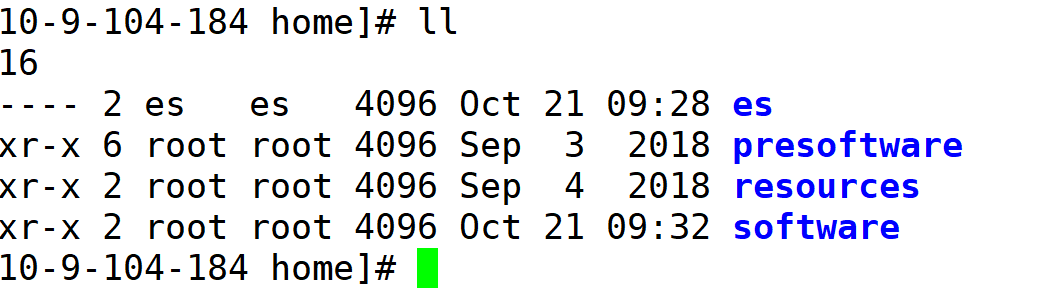 10-9-104-184 home]# ll
16
---- 2 es   es   4096 Oct 21 09:28 es
xr-x 6 root root 4096 Sep  3  2018 presoftware
xr-x 2 root root 4096 Sep  4  2018 resources
xr-x 2 root root 4096 Oct 21 09:32 software
10-9-104-184 home]#